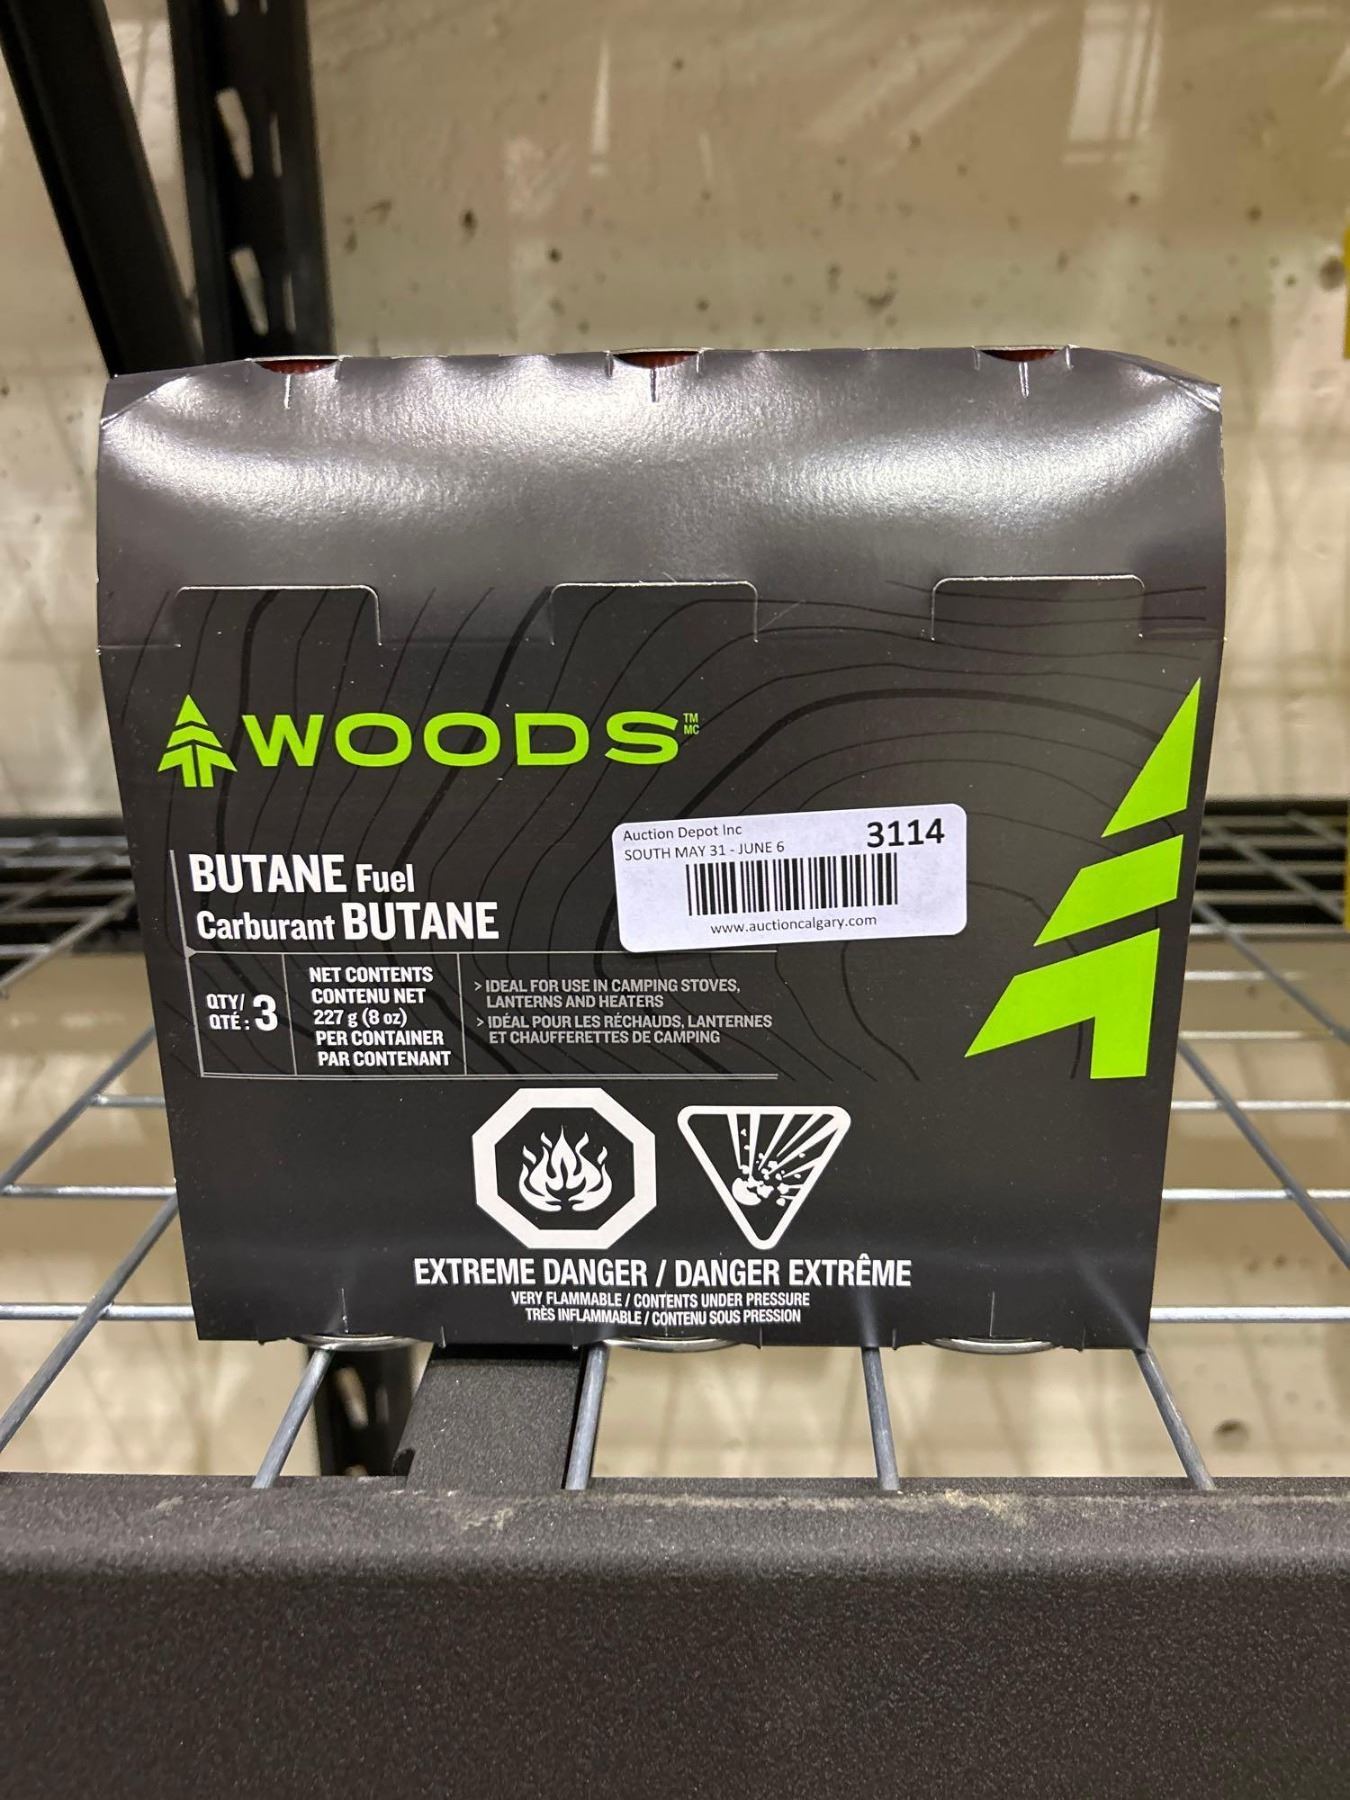 WOODS TM MC
Auction Depot Inc 3114
SOUTH MAY 31 - JUNE 6
www.auctioncalgary.com
BUTANE Fuel
Carburant BUTANE
QTY/
QTÉ : 3
NET CONTENTS
CONTENU NET
227 g (8 oz)
PER CONTAINER
PAR CONTENANT
> IDEAL FOR USE IN CAMPING STOVES,
LANTERNS AND HEATERS
> IDÉAL POUR LES RÉCHAUDS, LANTERNES
ET CHAUFFERETTES DE CAMPING
EXTREME DANGER / DANGER EXTRÊME
VERY FLAMMABLE / CONTENTS UNDER PRESSURE
TRÈS INFLAMMABLE / CONTENU SOUS PRESSION